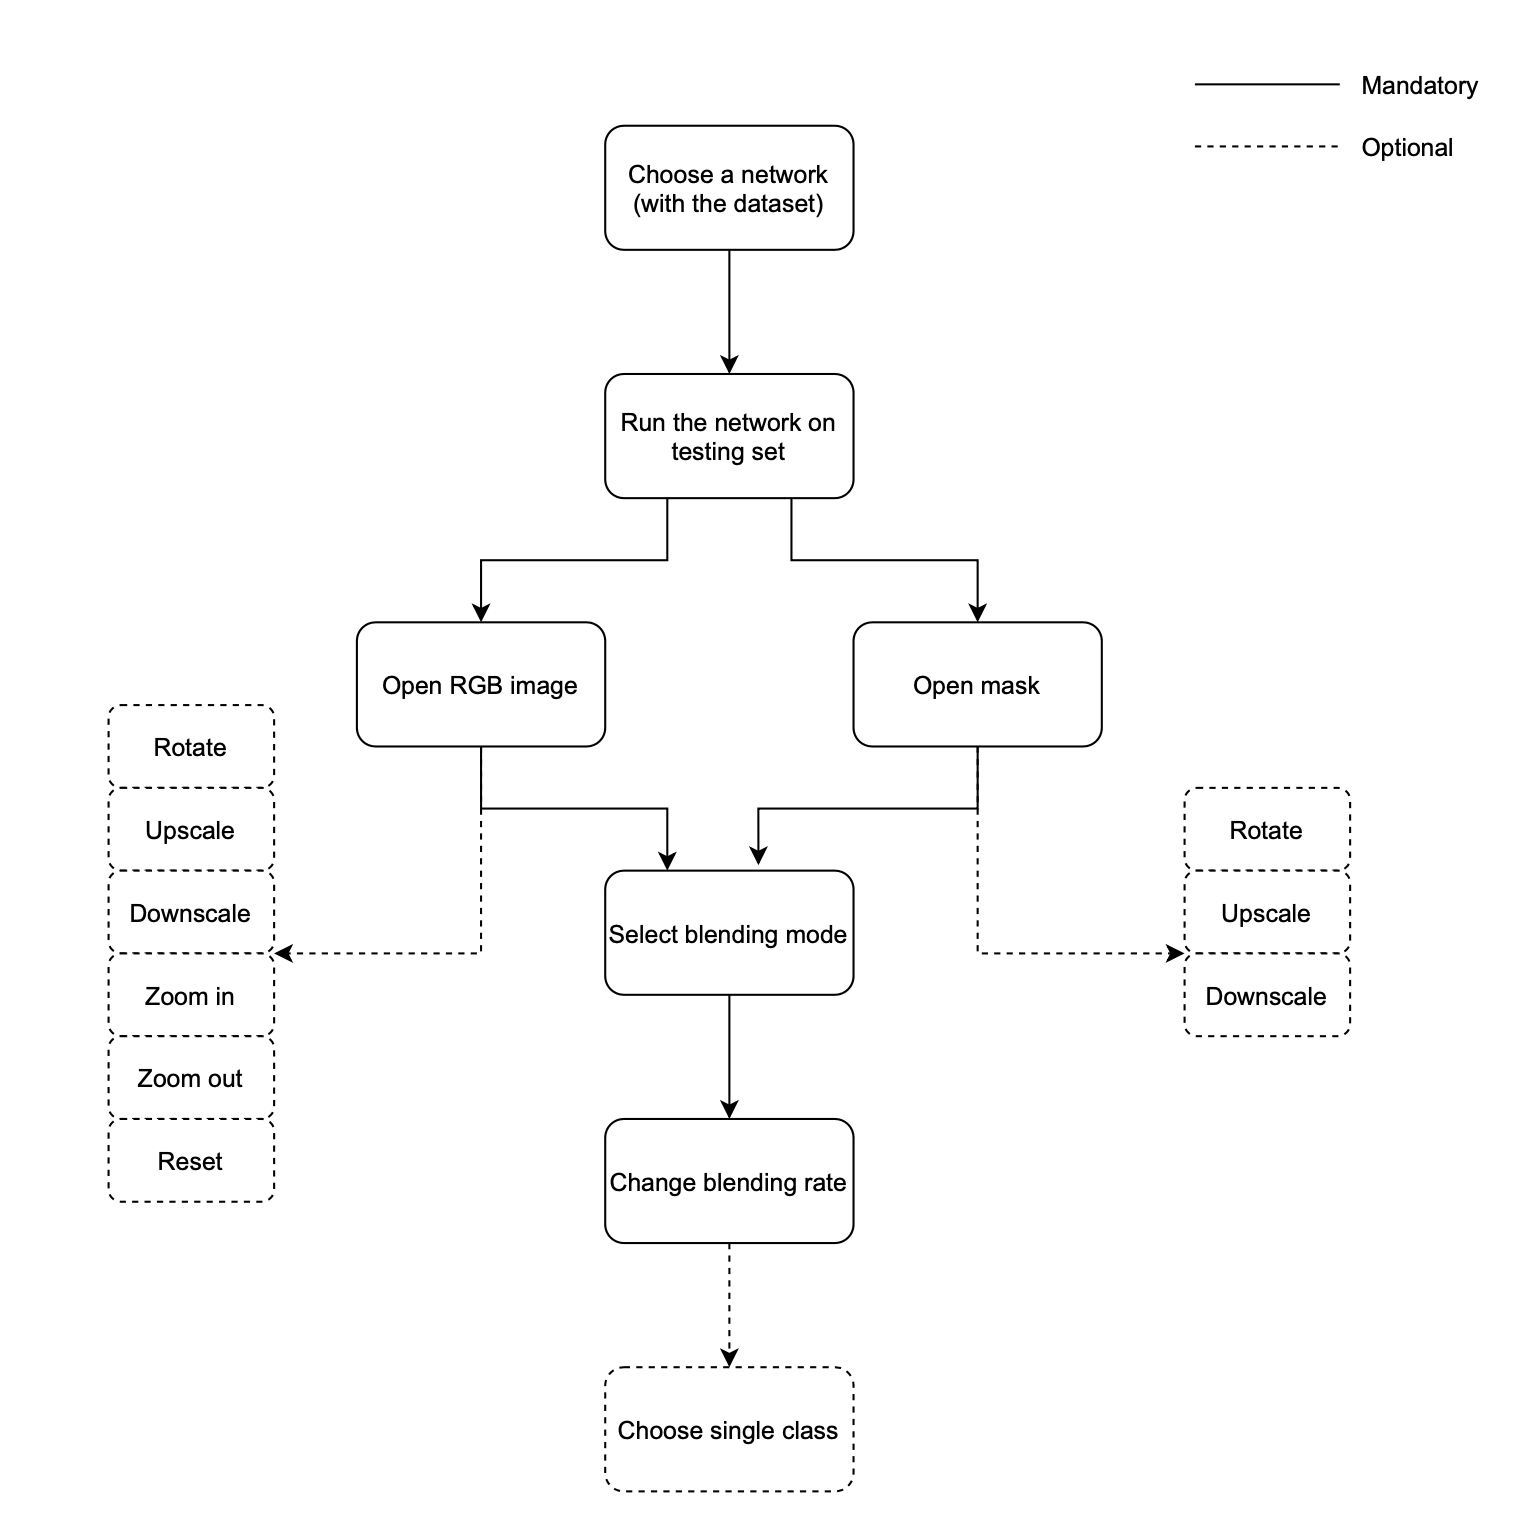 Mandatory
Optional
Choose a network
(with the dataset)
Run the network on
testing set
Open RGB image
Open mask
Rotate
Upscale
Downscale
Zoom in
Zoom out
Reset
Select blending mode
Rotate
Upscale
Downscale
Change blending rate
Choose single class